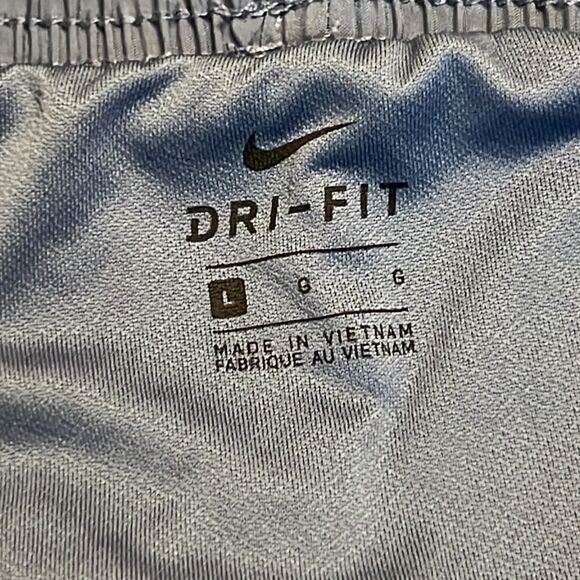 DRI-FIT
L G G
MADE IN VIETNAM
FABRIQUE AU VIETNAM